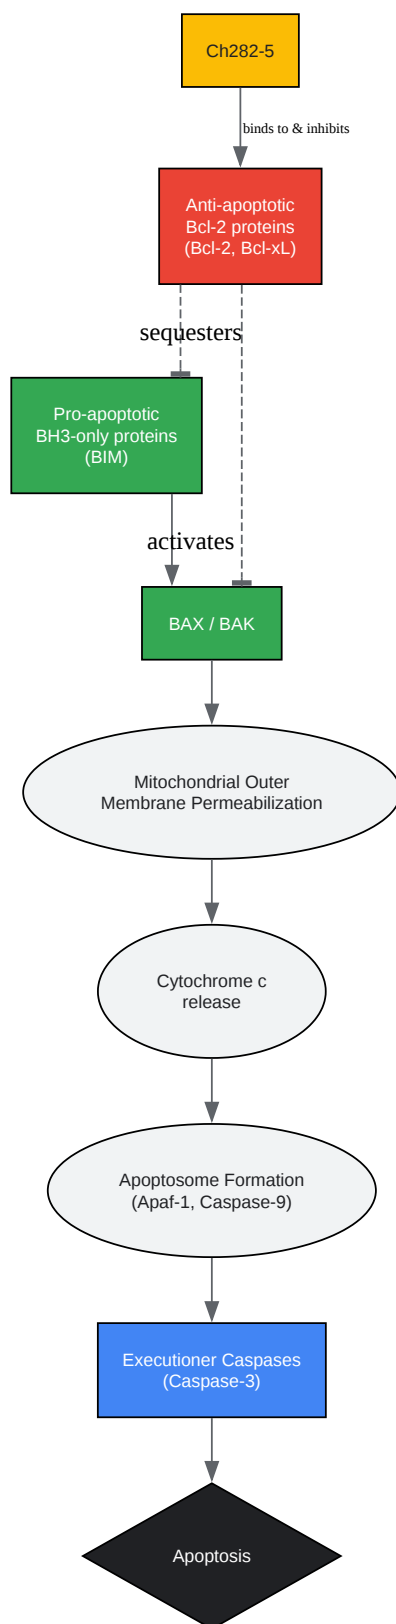 Ch282-5
binds to & inhibits
Anti-apoptotic
Bcl-2 proteins
(Bcl-2, Bcl-xL)
sequesters
Pro-apoptotic
BH3-only proteins
(BIM)
activates
BAX / BAK
Mitochondrial Outer
Membrane Permeabilization
Cytochrome c
release
Apoptosome Formation
(Apaf-1, Caspase-9)
Executioner Caspases
(Caspase-3)
Apoptosis